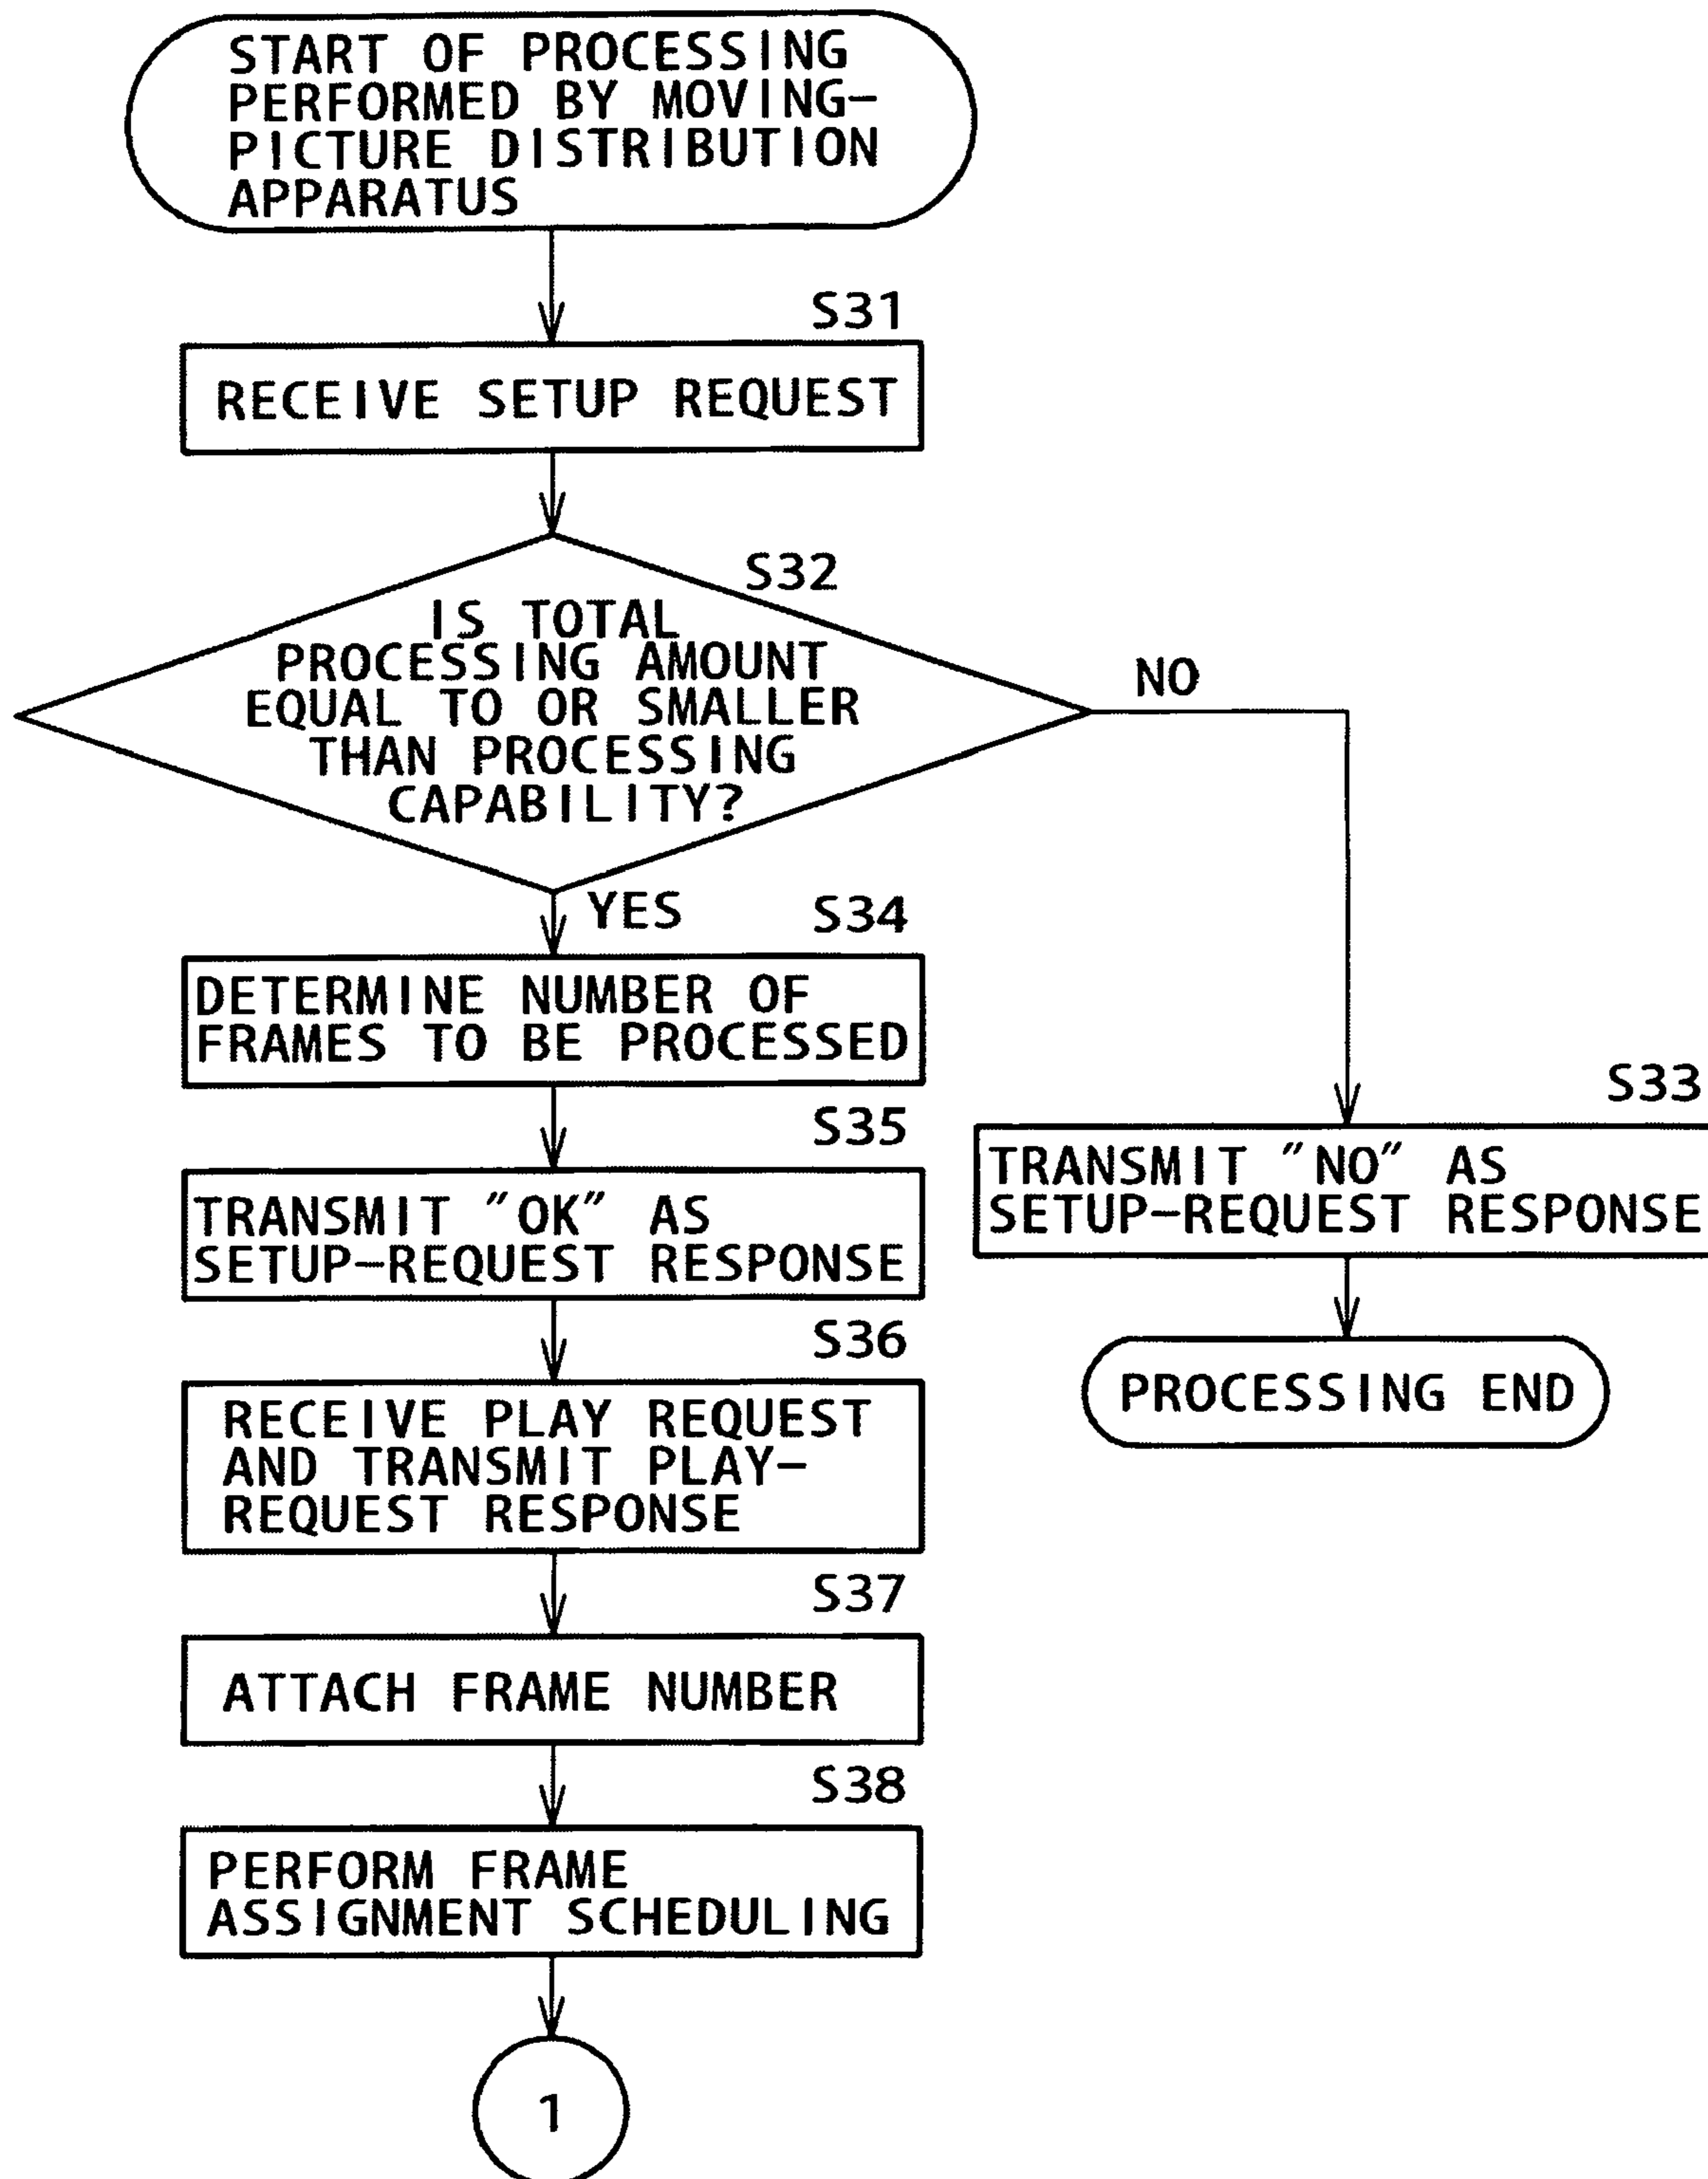 START OF PROCESSING
PERFORMED BY MOVING-
PICTURE DISTRIBUTION
APPARATUS
S31
RECEIVE SETUP REQUEST
S32
IS TOTAL
PROCESSING AMOUNT
EQUAL TO OR SMALLER
THAN PROCESSING
CAPABILITY?
NO
YES
S34
DETERMINE NUMBER OF
FRAMES TO BE PROCESSED
S33
TRANSMIT "NO" AS
SETUP-REQUEST RESPONSE
PROCESSING END
S35
TRANSMIT "OK" AS
SETUP-REQUEST RESPONSE
S36
RECEIVE PLAY REQUEST
AND TRANSMIT PLAY-
REQUEST RESPONSE
S37
ATTACH FRAME NUMBER
S38
PERFORM FRAME
ASSIGNMENT SCHEDULING
1